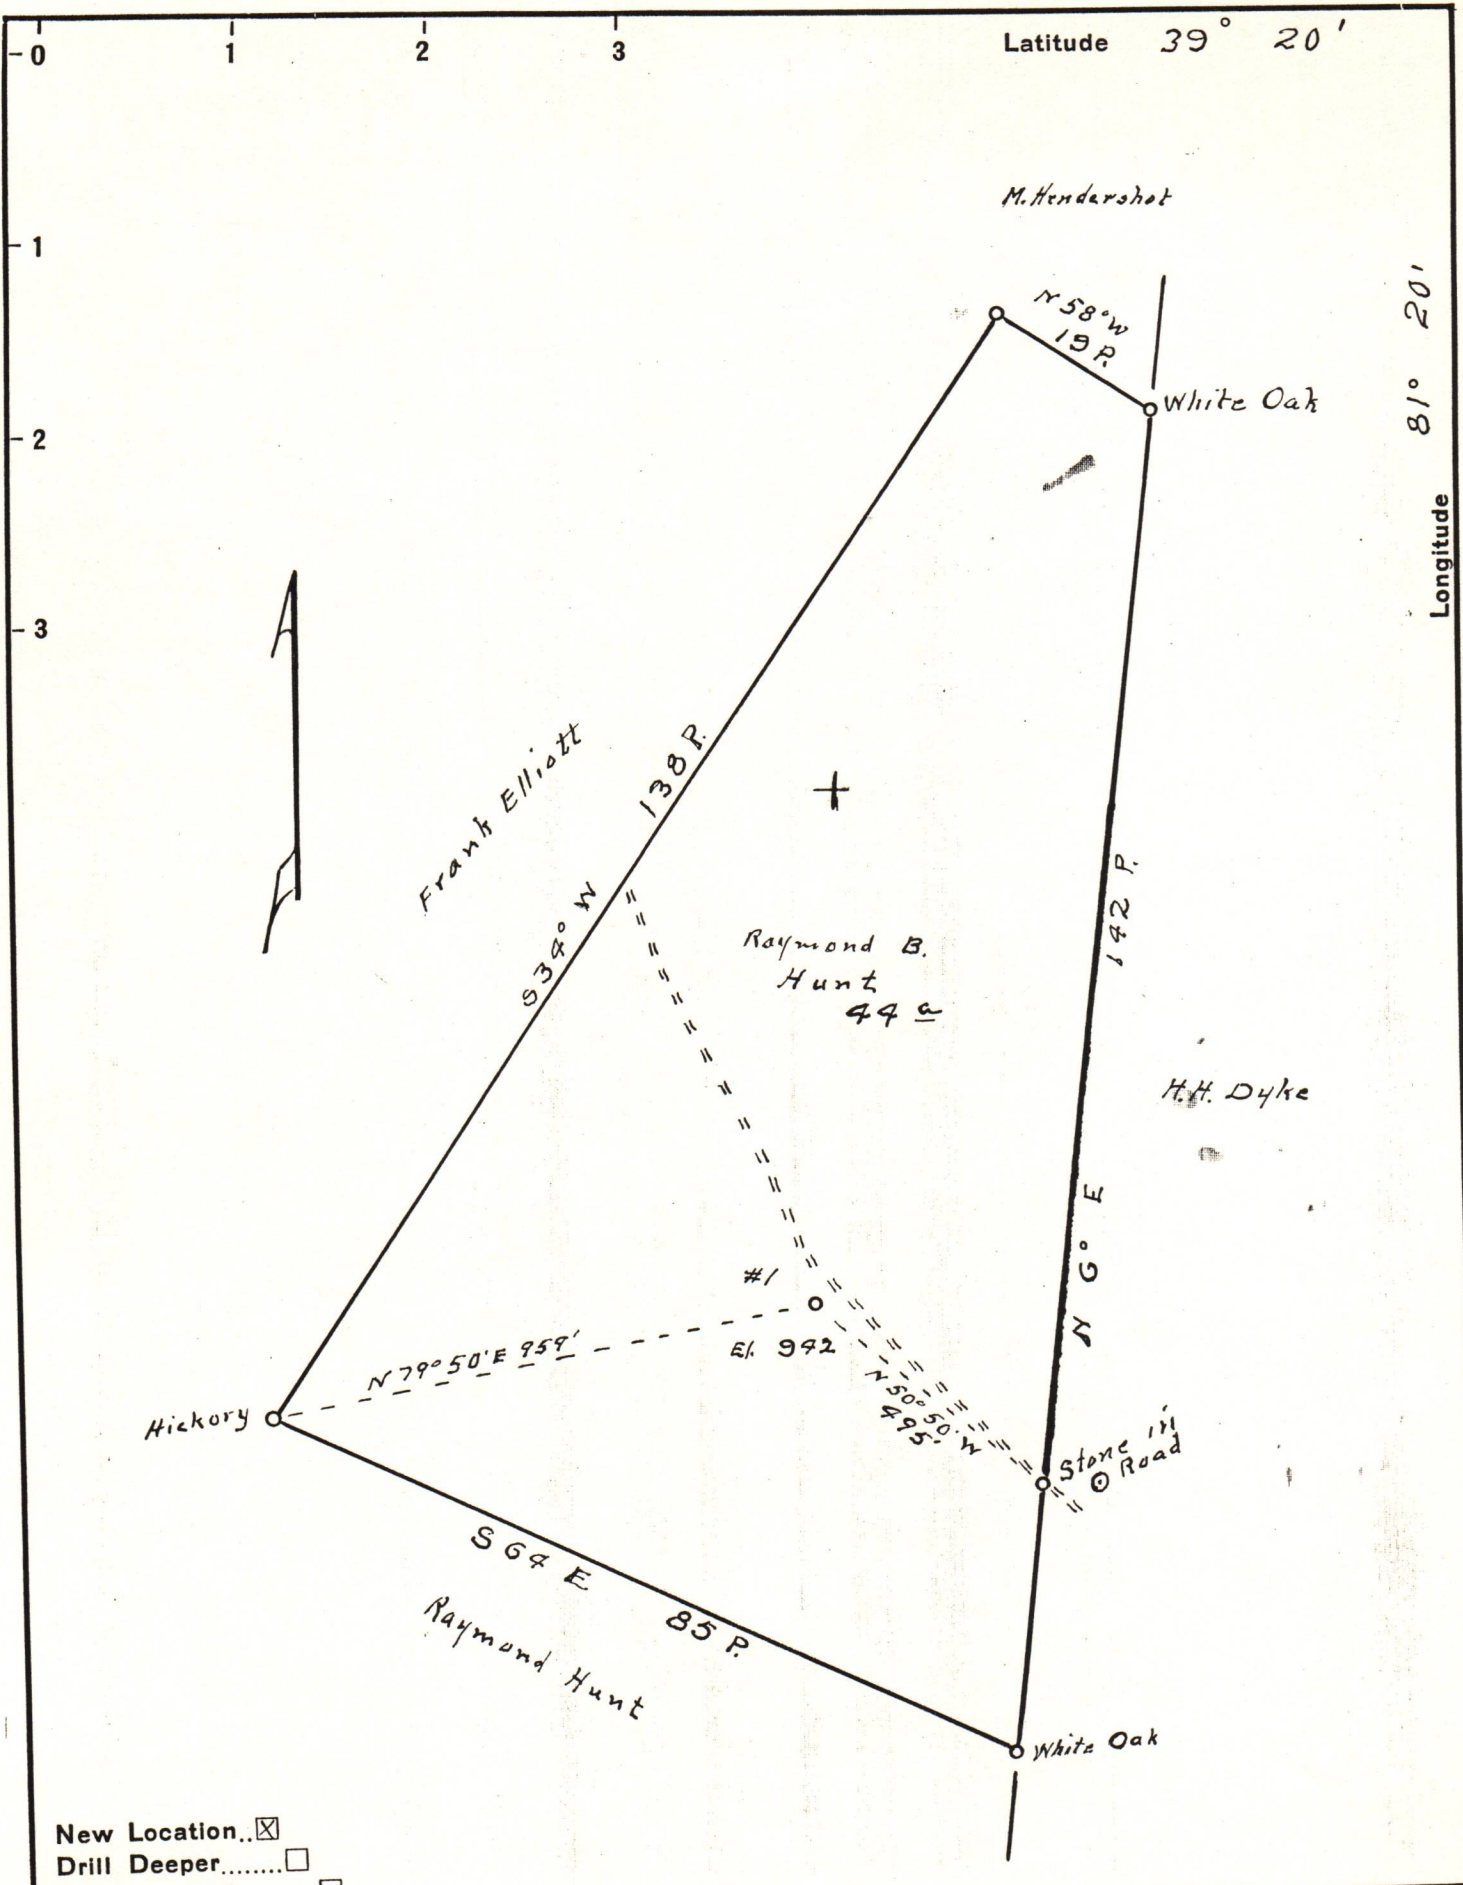 0 1 2 3 Latitude 39° 20'
M. Hendershot
1
N 58° W
19 P.
81° 20'
Longitude
White Oak
2
3
Frank Elliott
138 P.
S 34° W
142 P.
Raymond B.
Hunt
44 a
H.H. Dyke
N 6° E
#1
El. 942
N 79° 50' E 959'
N 50° 50' W
495'
Hickory
Stone in
Road
S 64 E
85 P.
Raymond Hunt
White Oak
New Location..☒
Drill Deeper........☐